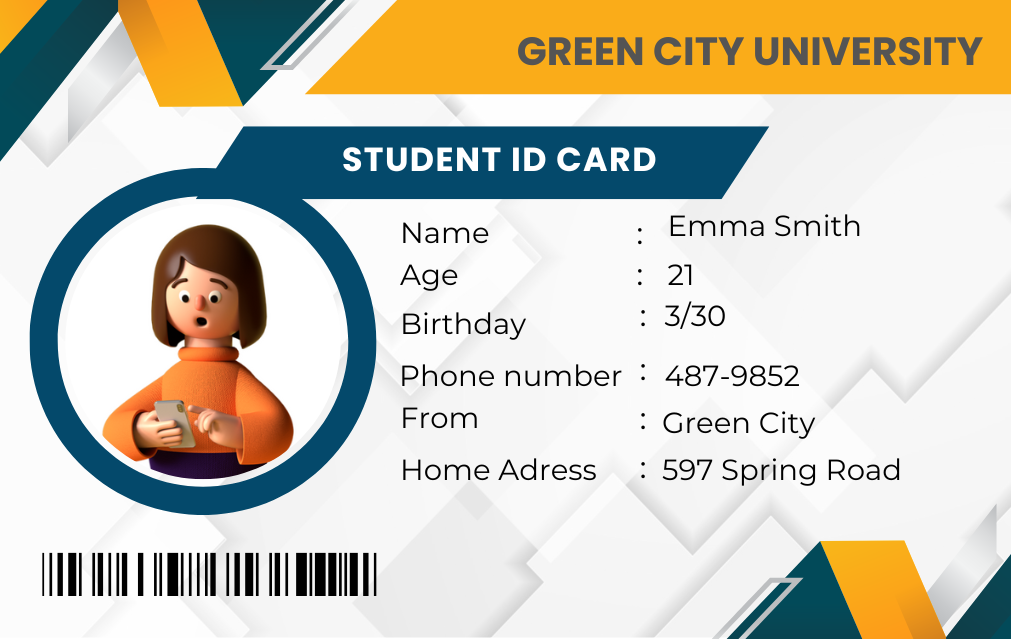 GREEN CITY UNIVERSITY
STUDENT ID CARD
Name : Emma Smith
Age : 21
Birthday : 3/30
Phone number : 487-9852
From : Green City
Home Adress : 597 Spring Road